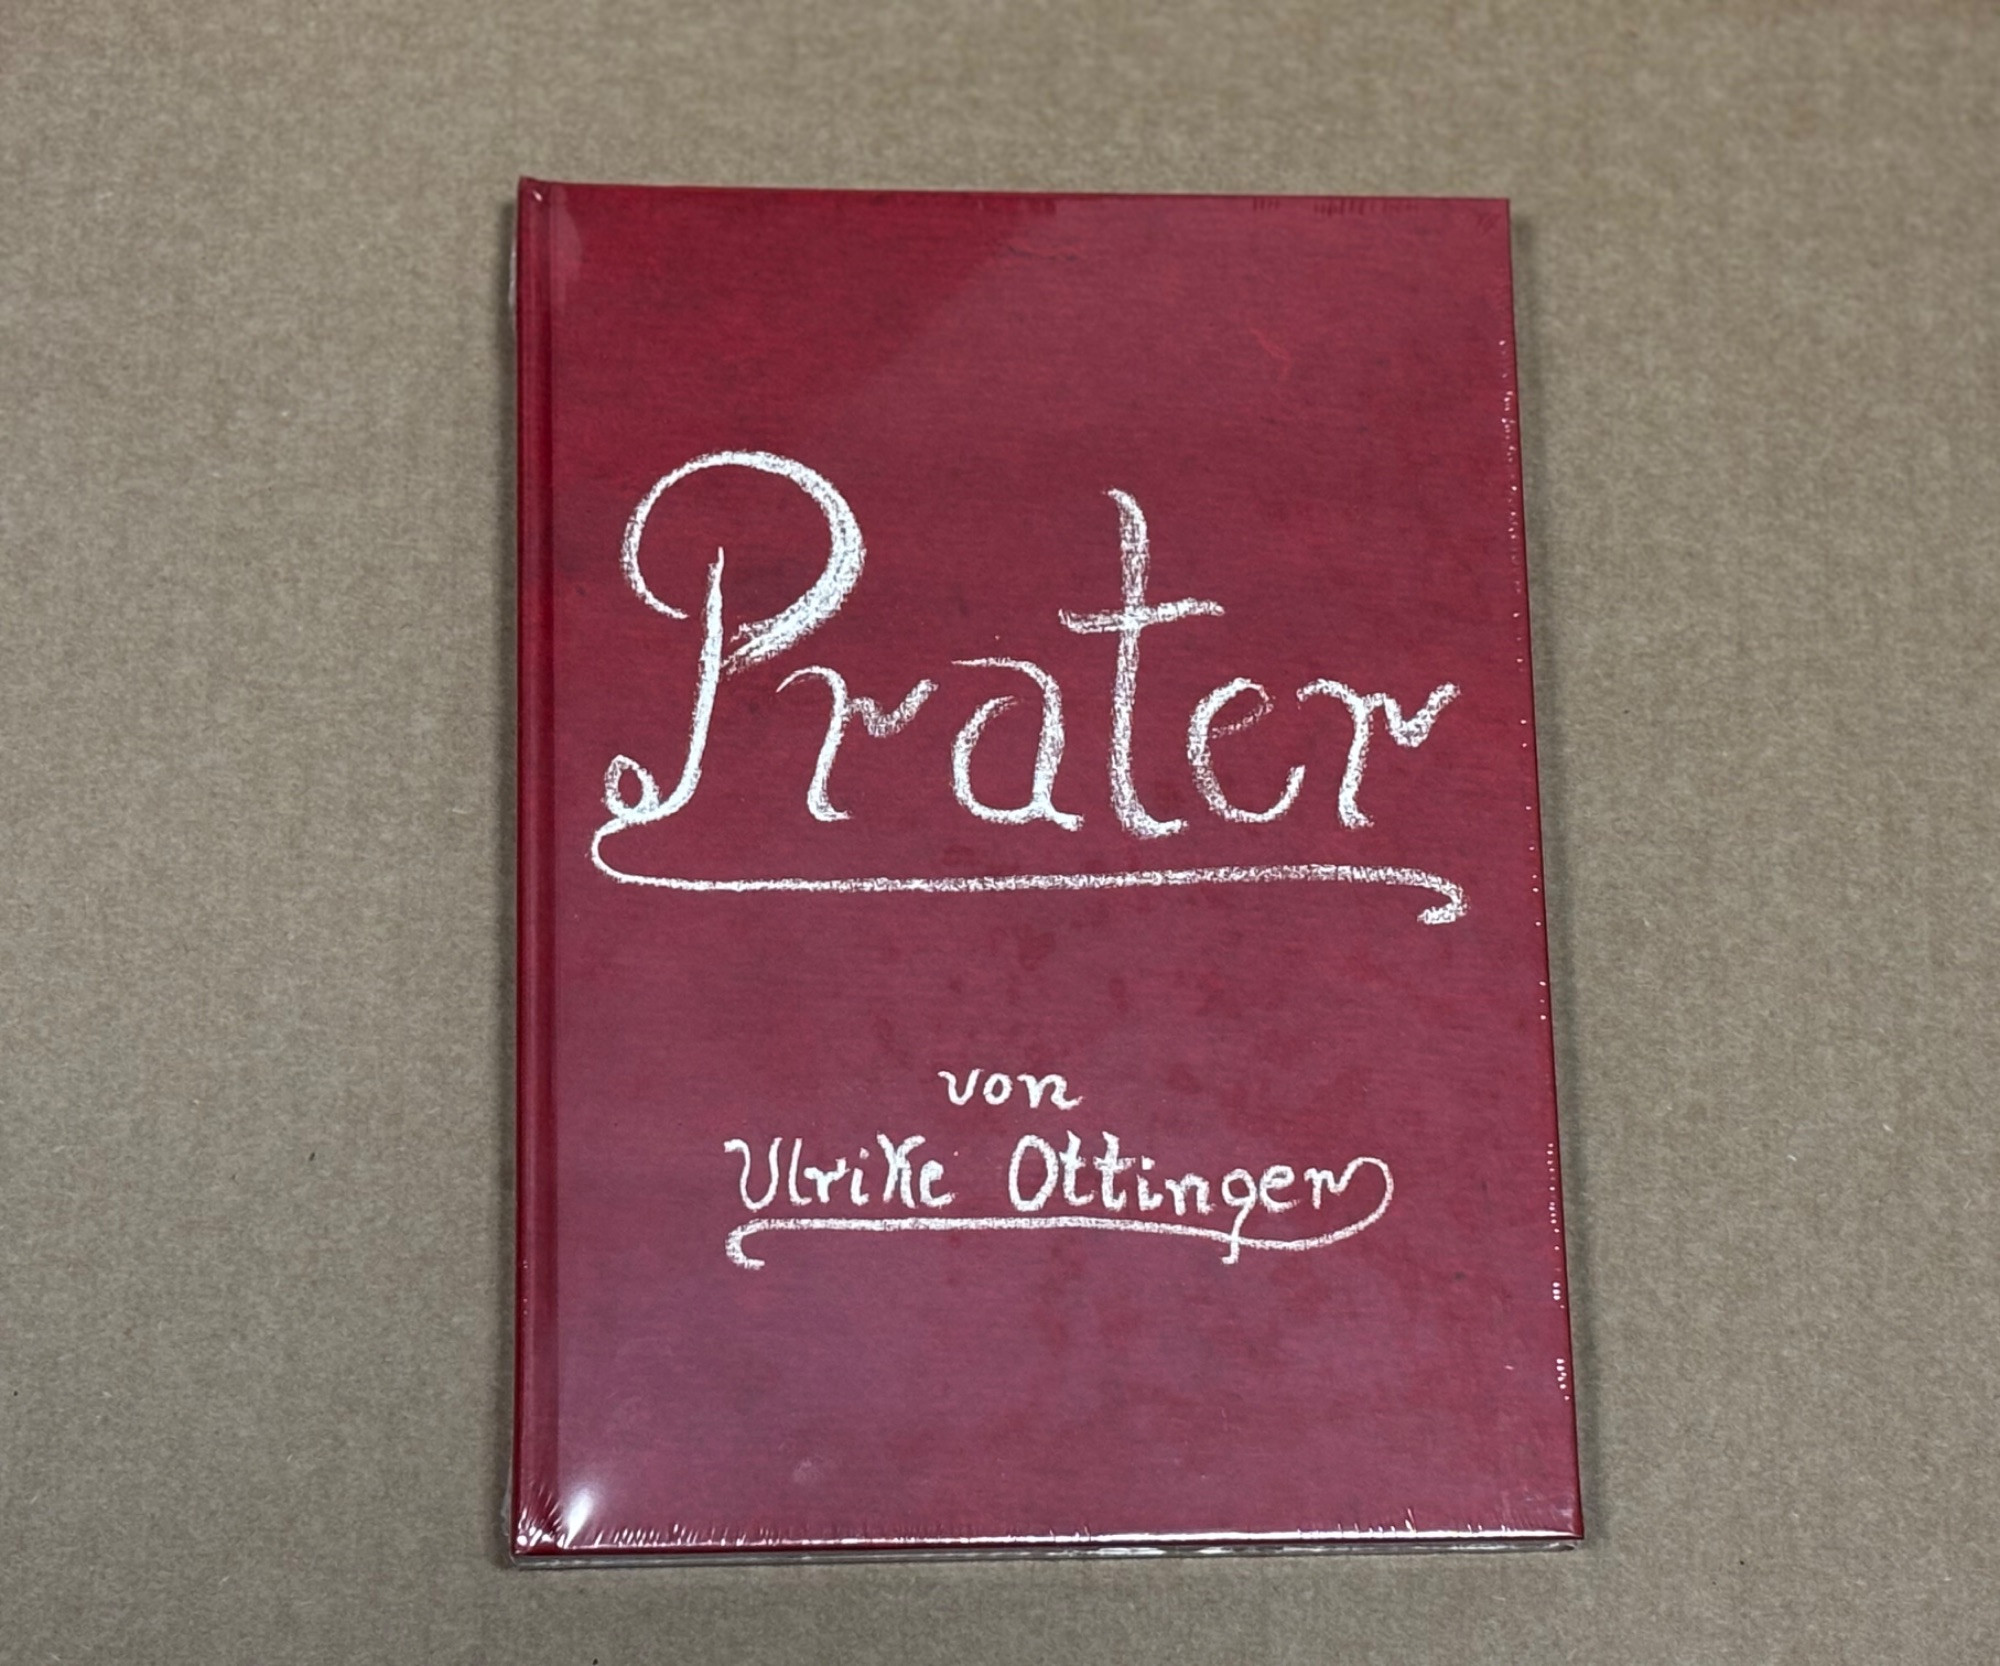 Prater
von
Ulrike Ottinger